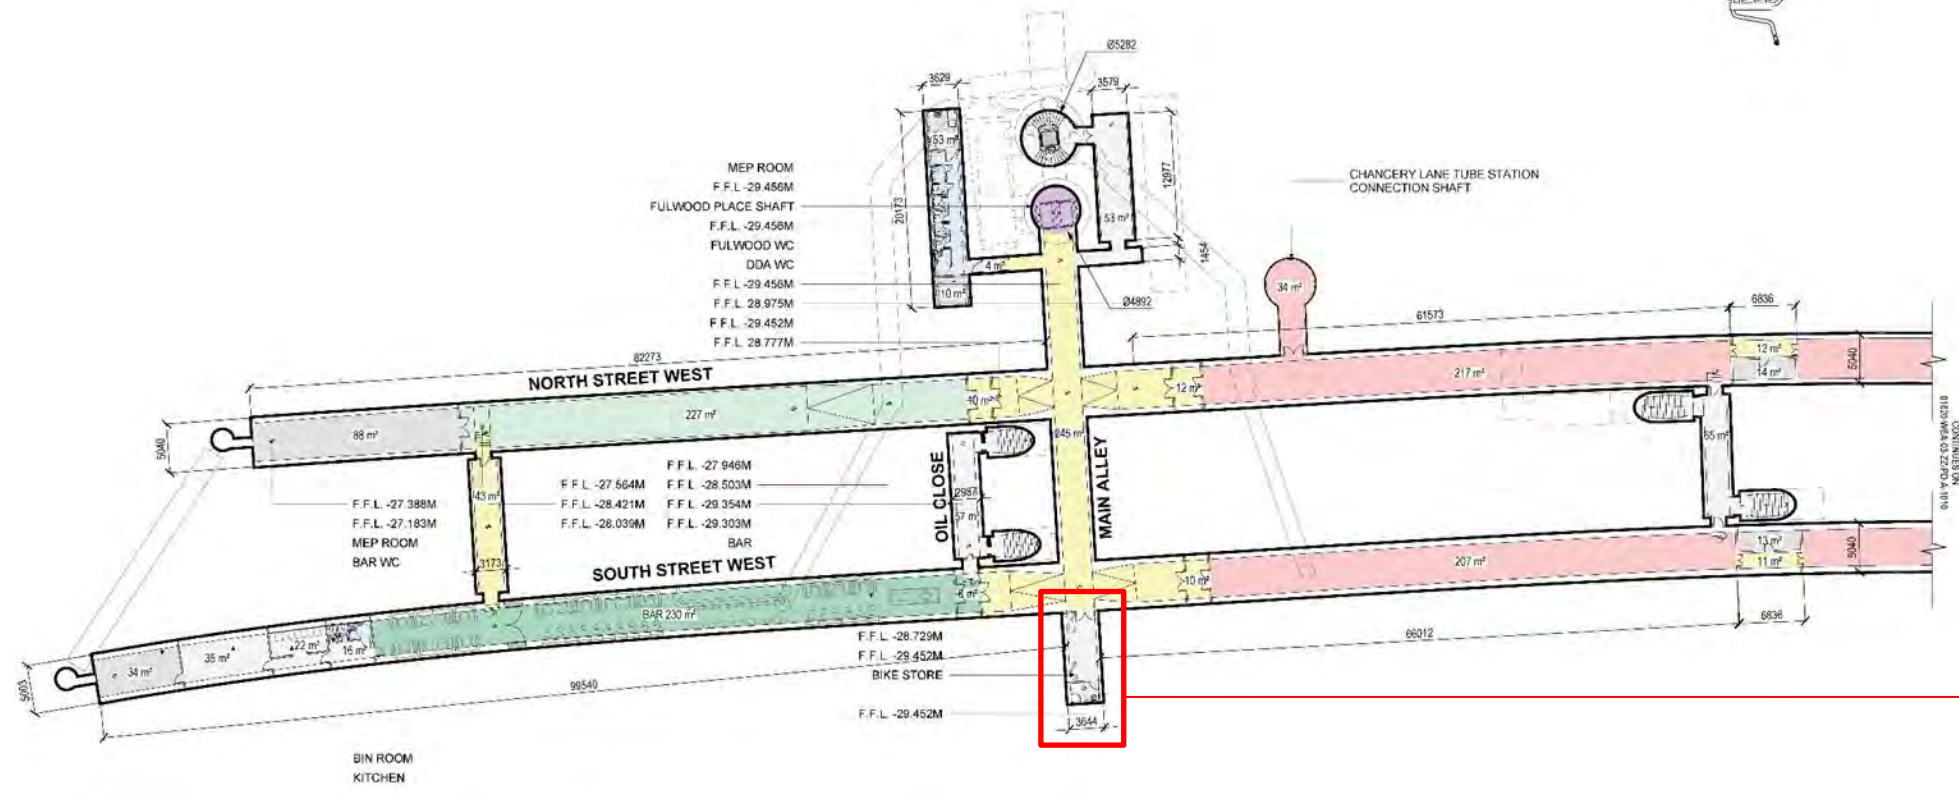 Ø5282
3629
3579
53 m²
MEP ROOM
F.F.L -29.456M
FULWOOD PLACE SHAFT
F.F.L. -29.456M
FULWOOD WC
DDA WC
F.F.L -29.456M
F.F.L. 28.975M
F.F.L. -29.452M
F.F.L. 28.777M
20173
12977
53 m²
1454
4 m²
10 m²
Ø4892
CHANCERY LANE TUBE STATION
CONNECTION SHAFT
34 m²
61573
6836
82273
NORTH STREET WEST
12 m²
14 m²
5040
217 m²
12 m²
227 m²
88 m²
5040
245 m²
65 m²
CONTINUES ON
MAIN ALLEY
OIL CLOSE
2987
57 m²
43 m²
F.F.L. -27.946M
F.F.L. -27.564M F.F.L. -28.503M
F.F.L. -28.421M F.F.L. -29.354M
F.F.L. -28.039M F.F.L. -29.303M
BAR
F.F.L -27.388M
F.F.L. -27.183M
MEP ROOM
BAR WC
3173
SOUTH STREET WEST
13 m²
11 m²
5040
207 m²
10 m²
BAR 230 m²
6836
66012
F.F.L. -28.729M
F.F.L. -29.452M
BIKE STORE
F.F.L. -29.452M
3644
22 m²
16 m²
35 m²
34 m²
5003
99540
BIN ROOM
KITCHEN